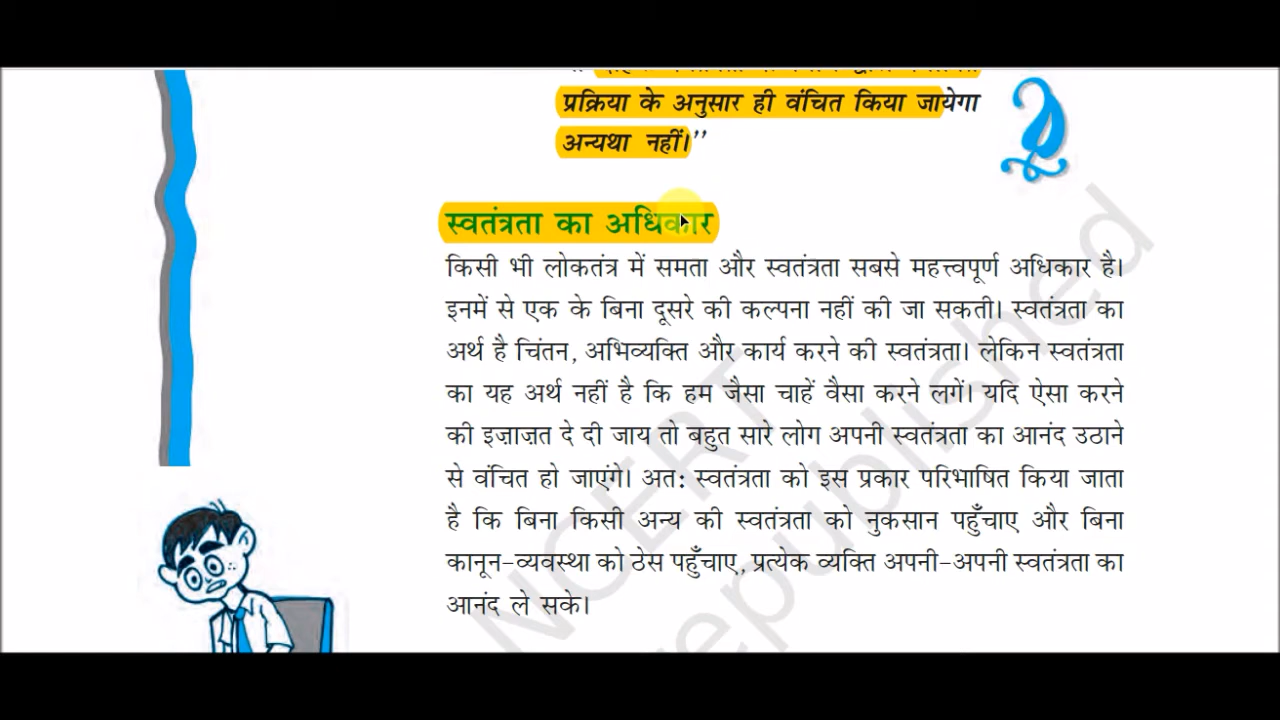 प्रक्रिया के अनुसार ही वंचित किया जायेगा
अन्यथा नहीं।’’
स्वतंत्रता का अधिकार
किसी भी लोकतंत्र में समता और स्वतंत्रता सबसे महत्त्वपूर्ण अधिकार है।
इनमें से एक के बिना दूसरे की कल्पना नहीं की जा सकती। स्वतंत्रता का
अर्थ है चिंतन, अभिव्यक्ति और कार्य करने की स्वतंत्रता। लेकिन स्वतंत्रता
का यह अर्थ नहीं है कि हम जैसा चाहें वैसा करने लगें। यदि ऐसा करने
की इज़ाज़त दे दी जाय तो बहुत सारे लोग अपनी स्वतंत्रता का आनंद उठाने
से वंचित हो जाएंगे। अत: स्वतंत्रता को इस प्रकार परिभाषित किया जाता
है कि बिना किसी अन्य की स्वतंत्रता को नुकसान पहुँचाए और बिना
कानून-व्यवस्था को ठेस पहुँचाए, प्रत्येक व्यक्ति अपनी-अपनी स्वतंत्रता का
आनंद ले सके।
NCERT
republished